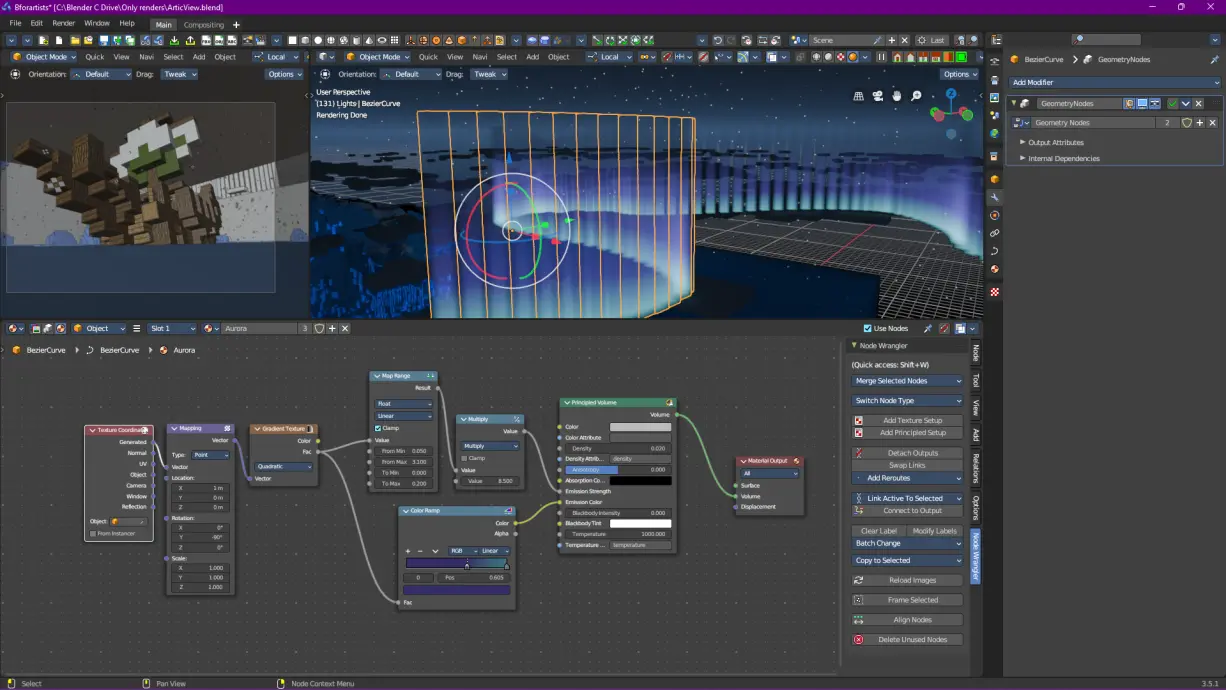 Bforartists* [C:\Blender C Drive\Only renders\ArticView.blend]
File Edit Render Window Help Main Compositing +
Scene Last
Object Mode Quick View Navi Select Add Object Local
Object Mode Quick View Navi Select Add Object Local
Orientation: Default Drag: Tweak Options
Orientation: Default Drag: Tweak Options
User Perspective
(131) Lights | BezierCurve
Rendering Done
Z
BezierCurve GeometryNodes
Add Modifier
GeometryNodes
Geometry Nodes 2
Output Attributes
Internal Dependencies
Object Slot 1 Aurora 3 Use Nodes
BezierCurve BezierCurve Aurora
Texture Coordinate
Generated
Normal
UV
Object
Camera
Window
Reflection
Object:
From Instancer
Mapping
Vector
Type: Point
Vector
Location:
X 1 m
Y 0 m
Z 0 m
Rotation:
X 0°
Y -90°
Z 0°
Scale:
X 1.000
Y 1.000
Z 1.000
Gradient Texture
Color
Fac
Quadratic
Vector
Map Range
Result
Float
Linear
Clamp
Value
From Min 0.050
From Max 3.100
To Min 0.000
To Max 0.200
Multiply
Value
Multiply
Clamp
Value
Value 8.500
Color Ramp
Color
Alpha
+ − RGB Linear
0 Pos 0.605
Fac
Principled Volume
Volume
Color
Color Attribute
Density 0.020
Density Attrib... density
Anisotropy 0.000
Absorption Co...
Emission Strength
Emission Color
Blackbody Intensity 0.000
Blackbody Tint
Temperature 1000.000
Temperature ... temperature
Material Output
All
Surface
Volume
Displacement
Node Wrangler
(Quick access: Shift+W)
Merge Selected Nodes
Switch Node Type
Add Texture Setup
Add Principled Setup
Detach Outputs
Swap Links
Add Reroutes
Link Active To Selected
Connect to Output
Clear Label Modify Labels
Batch Change
Copy to Selected
Reload Images
Frame Selected
Align Nodes
Delete Unused Nodes
Node
Tool
View
Add
Relations
Options
Node Wrangler
Select Pan View Node Context Menu 3.5.1